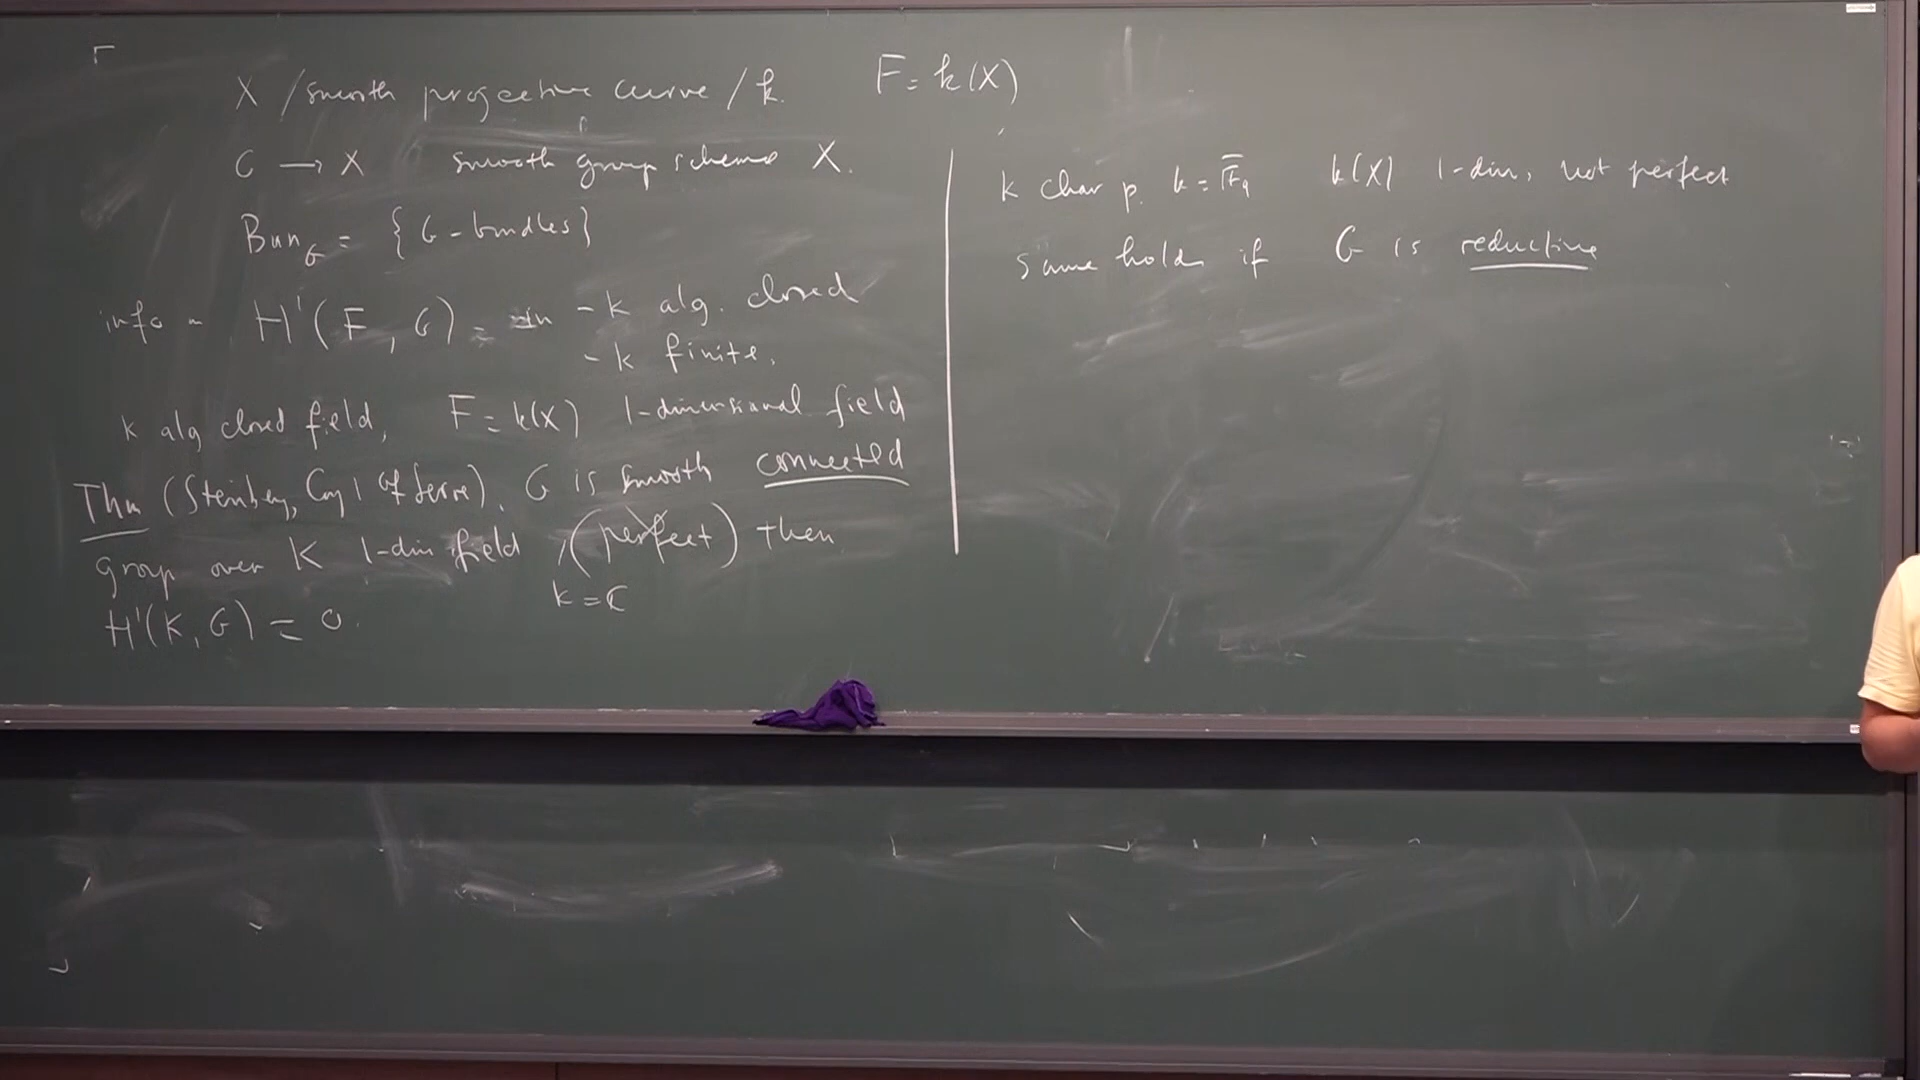 X / smooth projective curve / k. F = k(X)
G → X smooth group scheme X.
Bun_G = { G-bundles }
info ~ H¹(F, G) = in - k alg. closed
- k finite.
k alg closed field, F = k(X) 1-dimensional field
Thm (Steinberg, Conj I of Serre). G is smooth connected
group over K 1-dim field, (perfect) then
k = ℂ
H¹(K, G) = 0.
k char p. k = F̄_q k(X) 1-dim, not perfect
same holds if G is reductive